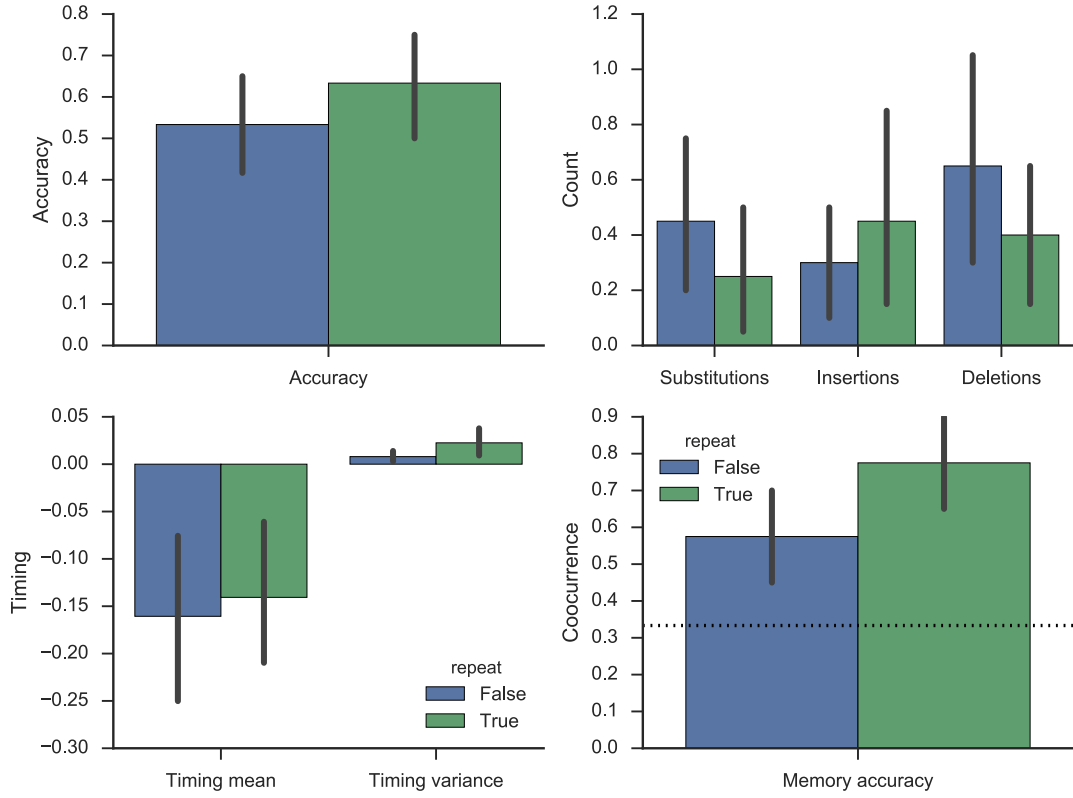 0.8
0.7
0.6
0.5
0.4
0.3
0.2
0.1
0.0
Accuracy
Accuracy
1.2
1.0
0.8
0.6
0.4
0.2
0.0
Count
Substitutions Insertions Deletions
0.05
0.00
−0.05
−0.10
−0.15
−0.20
−0.25
−0.30
Timing
repeat
False
True
Timing mean Timing variance
0.9
0.8
0.7
0.6
0.5
0.4
0.3
0.2
0.1
0.0
Coocurrence
repeat
False
True
Memory accuracy